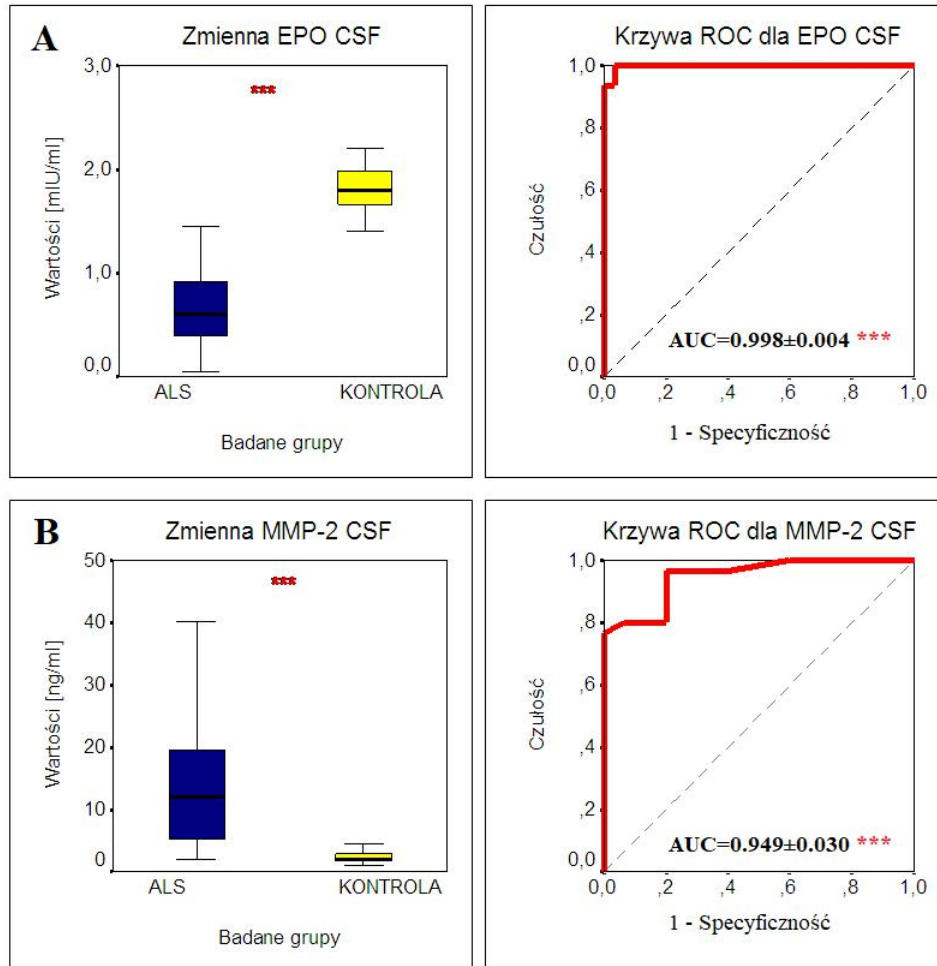 A
Zmienna EPO CSF
***
Wartości [mIU/ml]
3,0
2,0
1,0
0,0
ALS
KONTROLA
Badane grupy
Krzywa ROC dla EPO CSF
Czułość
1,0
,8
,6
,4
,2
0,0
AUC=0.998±0.004 ***
0,0 ,2 ,4 ,6 ,8 1,0
1 - Specyficzność
B
Zmienna MMP-2 CSF
***
Wartości [ng/ml]
50
40
30
20
10
0
ALS
KONTROLA
Badane grupy
Krzywa ROC dla MMP-2 CSF
Czułość
1,0
,8
,6
,4
,2
0,0
AUC=0.949±0.030 ***
0,0 ,2 ,4 ,6 ,8 1,0
1 - Specyficzność